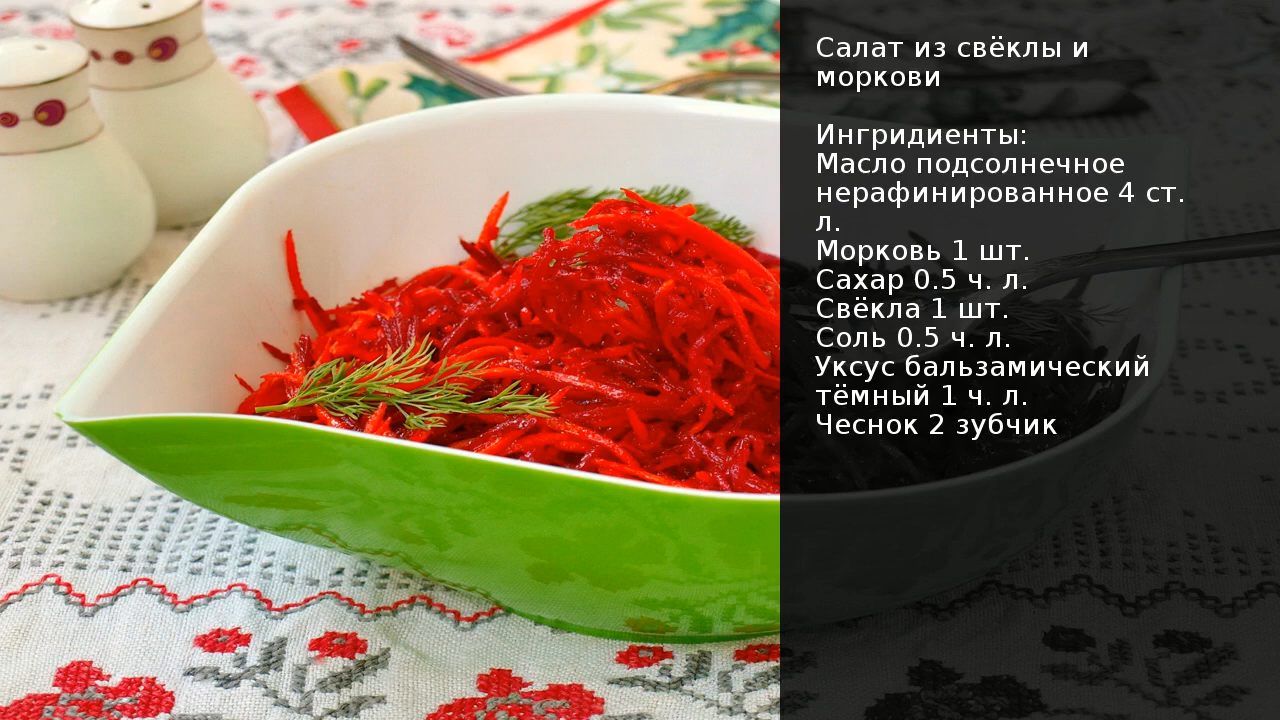 Салат из свёклы и
моркови
Ингридиенты:
Масло подсолнечное
нерафинированное 4 ст.
л.
Морковь 1 шт.
Сахар 0.5 ч. л.
Свёкла 1 шт.
Соль 0.5 ч. л.
Уксус бальзамический
тёмный 1 ч. л.
Чеснок 2 зубчик